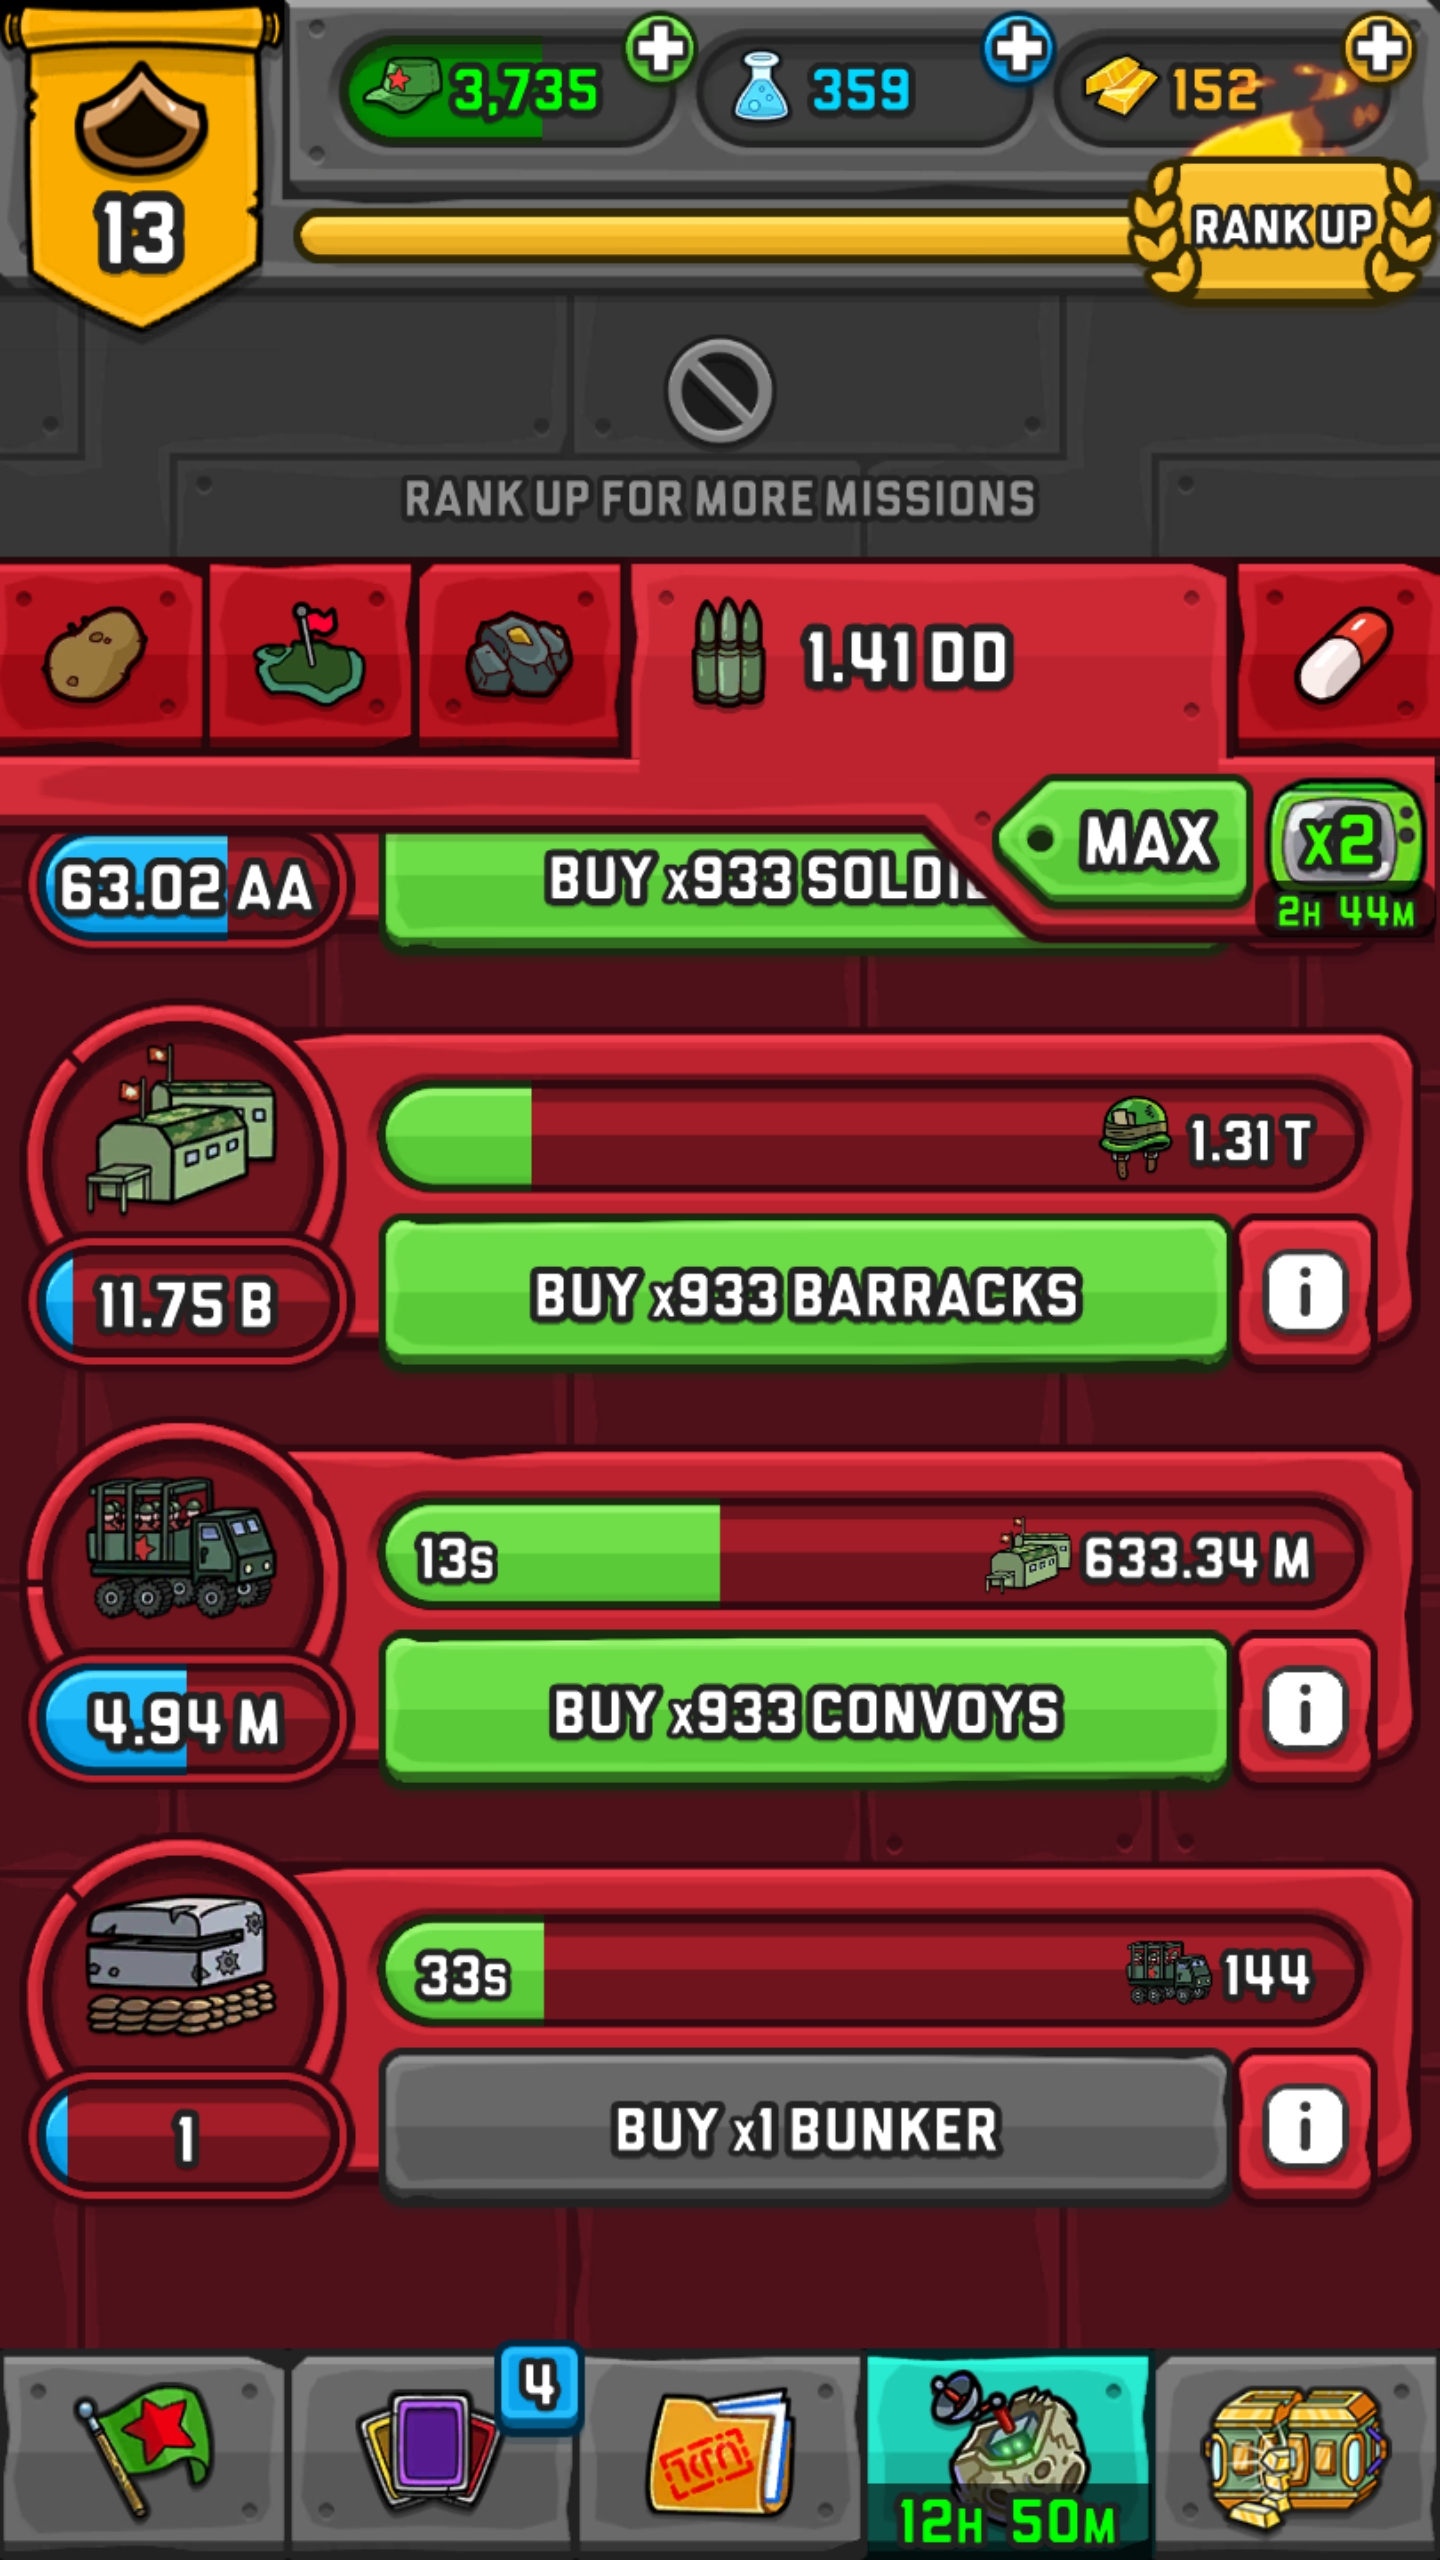 3,735
359
152
13
RANK UP
RANK UP FOR MORE MISSIONS
1.41 DD
MAX
x2
2H 44M
63.02 AA
BUY x933 SOLDI
1.31 T
11.75 B
BUY x933 BARRACKS
i
13s
633.34 M
4.94 M
BUY x933 CONVOYS
i
33s
144
1
BUY x1 BUNKER
i
4
12H 50M